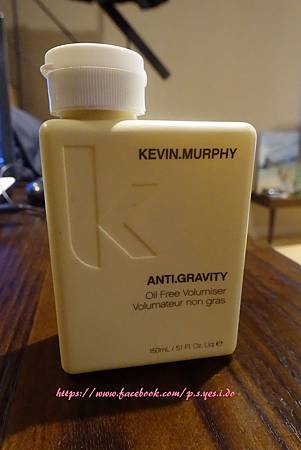 KEVIN.MURPHY
ANTI.GRAVITY
Oil Free Volumiser
Volumateur non gras
150mL / 5.1 Fl. Oz. Liq ℮
https://www.facebook.com/p.s.yes.i.do